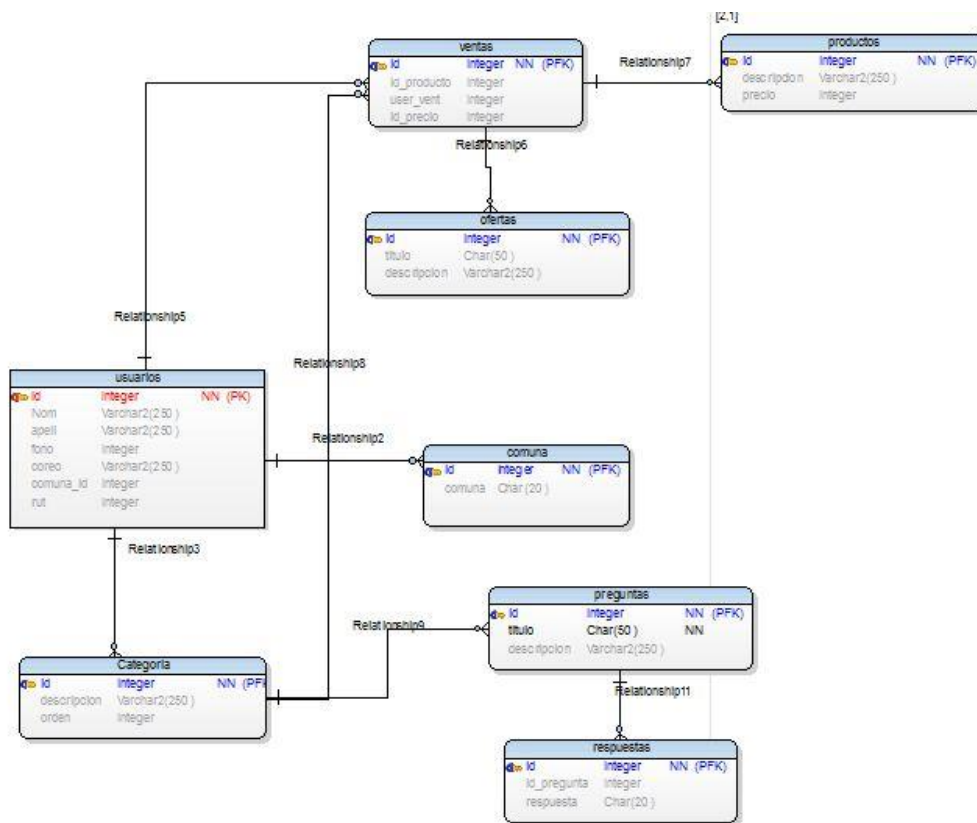 [2,1]
ventas
Id Integer NN (PFK)
Id_producto Integer
user_vent Integer
Id_precio Integer
Relationship7
productos
Id Integer NN (PFK)
descripcion Varchar2(250)
precio Integer
Relationship6
ofertas
Id Integer NN (PFK)
titulo Char(50)
descripcion Varchar2(250)
Relationship5
Relationship8
usuarios
Id Integer NN (PK)
Nom Varchar2(250)
apell Varchar2(250)
fono Integer
coreo Varchar2(250)
comuna_Id Integer
rut Integer
Relationship2
comuna
Id Integer NN (PFK)
comuna Char(20)
Relationship3
Categoria
Id Integer NN (PFK
descripcion Varchar2(250)
orden Integer
Relationship9
preguntas
Id Integer NN (PFK)
titulo Char(50) NN
descripcion Varchar2(250)
Relationship11
respuestas
Id Integer NN (PFK)
Id_pregunta Integer
respuesta Char(20)